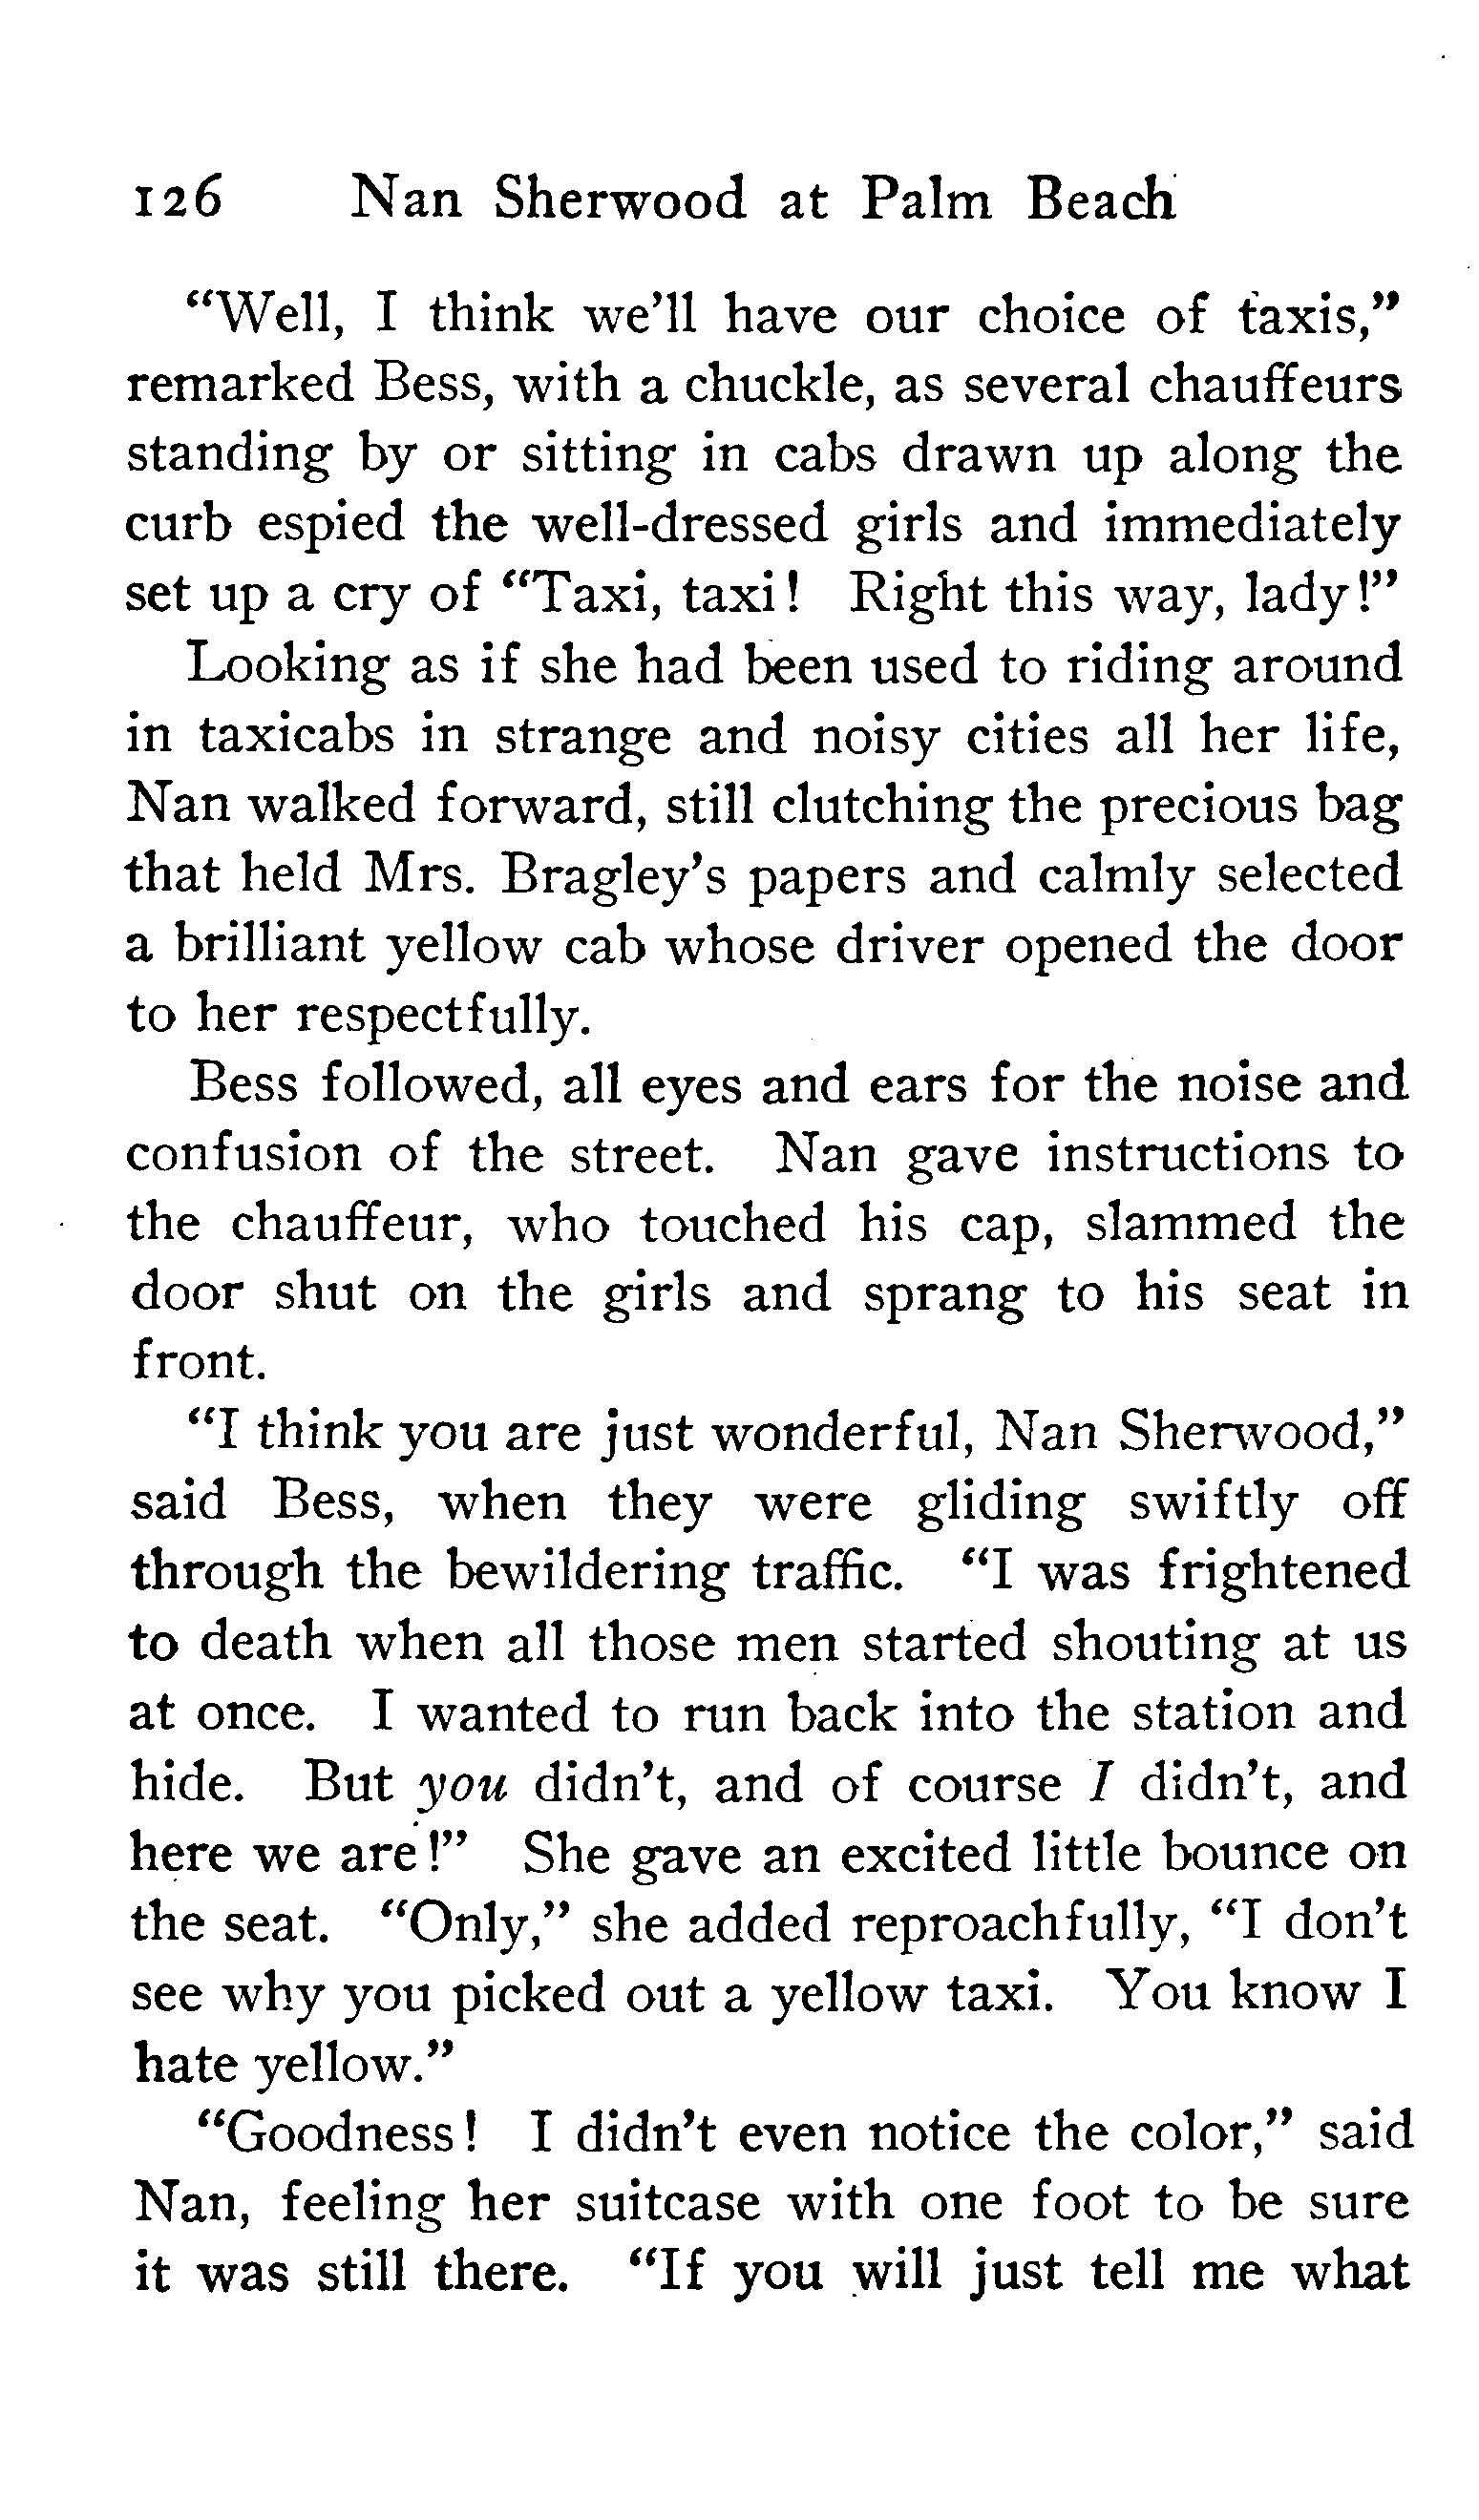 126 Nan Sherwood at Palm Beach
"Well, I think we'll have our choice of taxis,"
remarked Bess, with a chuckle, as several chauffeurs
standing by or sitting in cabs drawn up along the
curb espied the well-dressed girls and immediately
set up a cry of "Taxi, taxi! Right this way, lady!"
Looking as if she had been used to riding around
in taxicabs in strange and noisy cities all her life,
Nan walked forward, still clutching the precious bag
that held Mrs. Bragley's papers and calmly selected
a brilliant yellow cab whose driver opened the door
to her respectfully.
Bess followed, all eyes and ears for the noise and
confusion of the street. Nan gave instructions to
the chauffeur, who touched his cap, slammed the
door shut on the girls and sprang to his seat in
front.
"I think you are just wonderful, Nan Sherwood,"
said Bess, when they were gliding swiftly off
through the bewildering traffic. "I was frightened
to death when all those men started shouting at us
at once. I wanted to run back into the station and
hide. But you didn't, and of course I didn't, and
here we are!" She gave an excited little bounce on
the seat. "Only," she added reproachfully, "I don't
see why you picked out a yellow taxi. You know I
hate yellow."
"Goodness! I didn't even notice the color," said
Nan, feeling her suitcase with one foot to be sure
it was still there. "If you will just tell me what